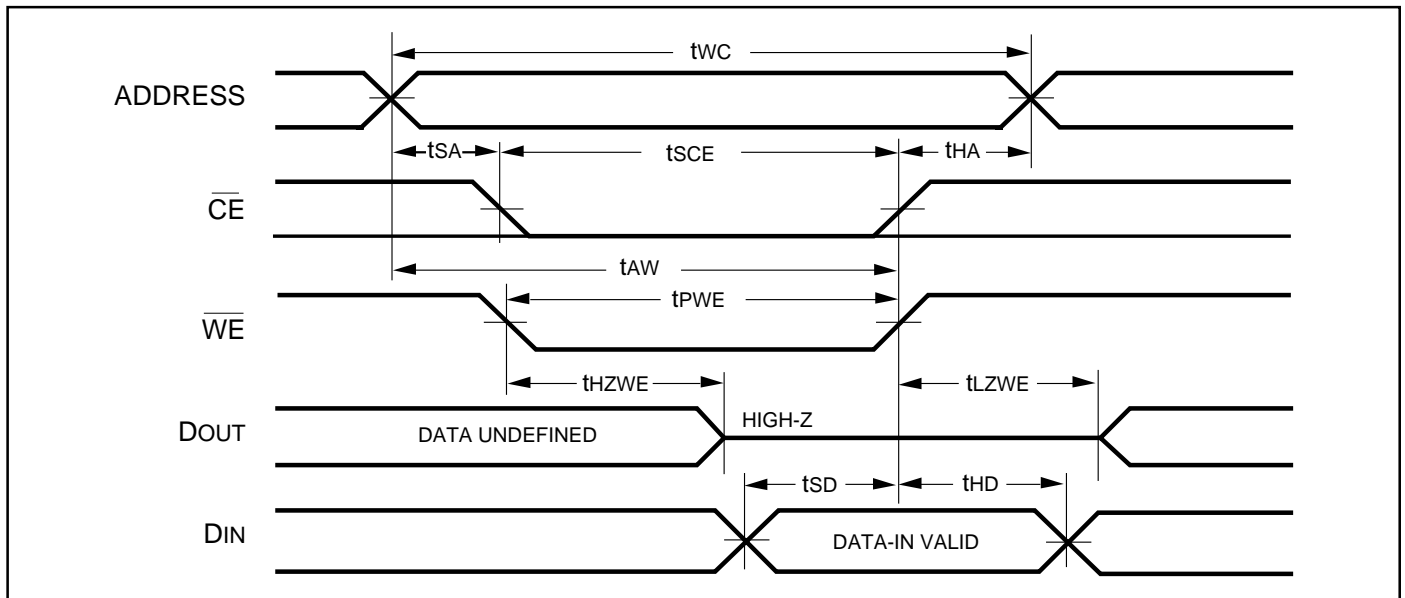 tWC
ADDRESS
tSA
tSCE
tHA
CE
tAW
tPWE
WE
tHZWE
tLZWE
DOUT
DATA UNDEFINED
HIGH-Z
tSD
tHD
DIN
DATA-IN VALID